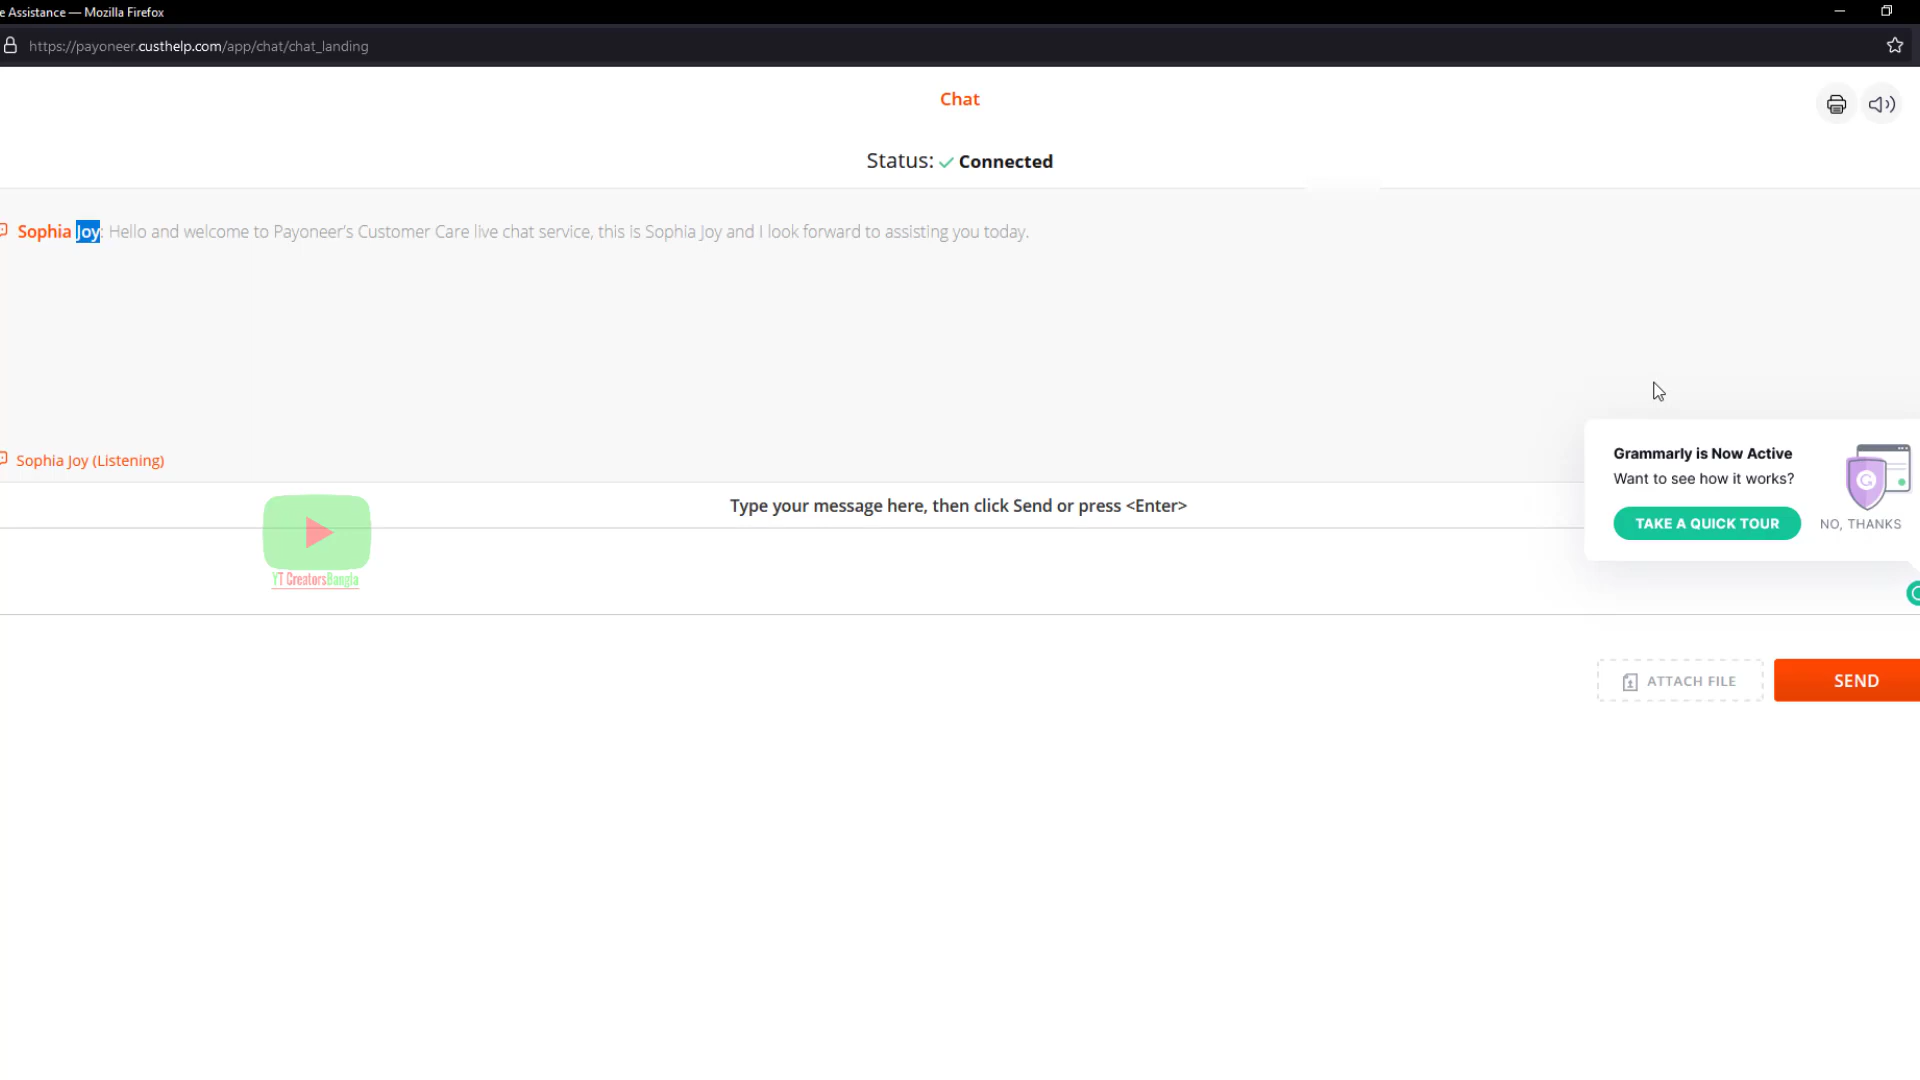 e Assistance — Mozilla Firefox
https://payoneer.custhelp.com/app/chat/chat_landing
Chat
Status: Connected
Sophia Joy: Hello and welcome to Payoneer's Customer Care live chat service, this is Sophia Joy and I look forward to assisting you today.
Sophia Joy (Listening)
Type your message here, then click Send or press <Enter>
Grammarly is Now Active
Want to see how it works?
TAKE A QUICK TOUR
NO, THANKS
YT CreatorsBangla
ATTACH FILE
SEND